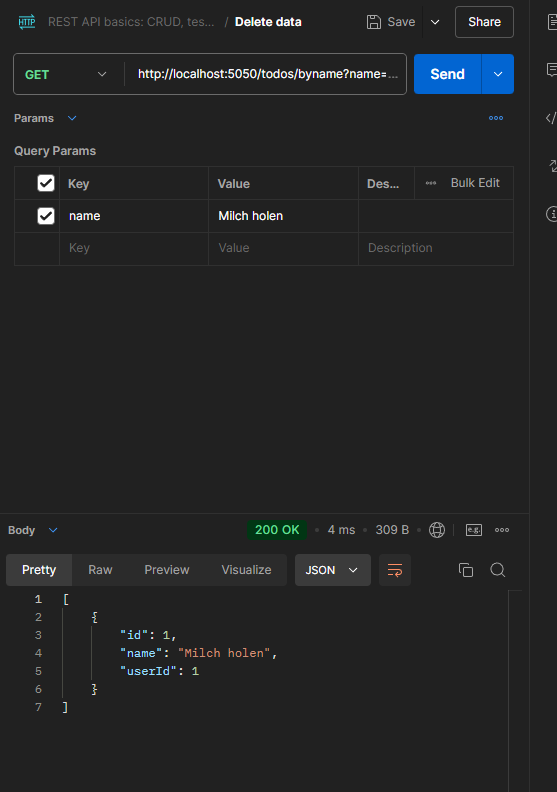 HTTP REST API basics: CRUD, tes... / Delete data Save Share
GET http://localhost:5050/todos/byname?name=... Send
Params
Query Params
Key Value Des... Bulk Edit
name Milch holen
Key Value Description
Body 200 OK • 4 ms • 309 B • e.g.
Pretty Raw Preview Visualize JSON
1 [
2 {
3 "id": 1,
4 "name": "Milch holen",
5 "userId": 1
6 }
7 ]